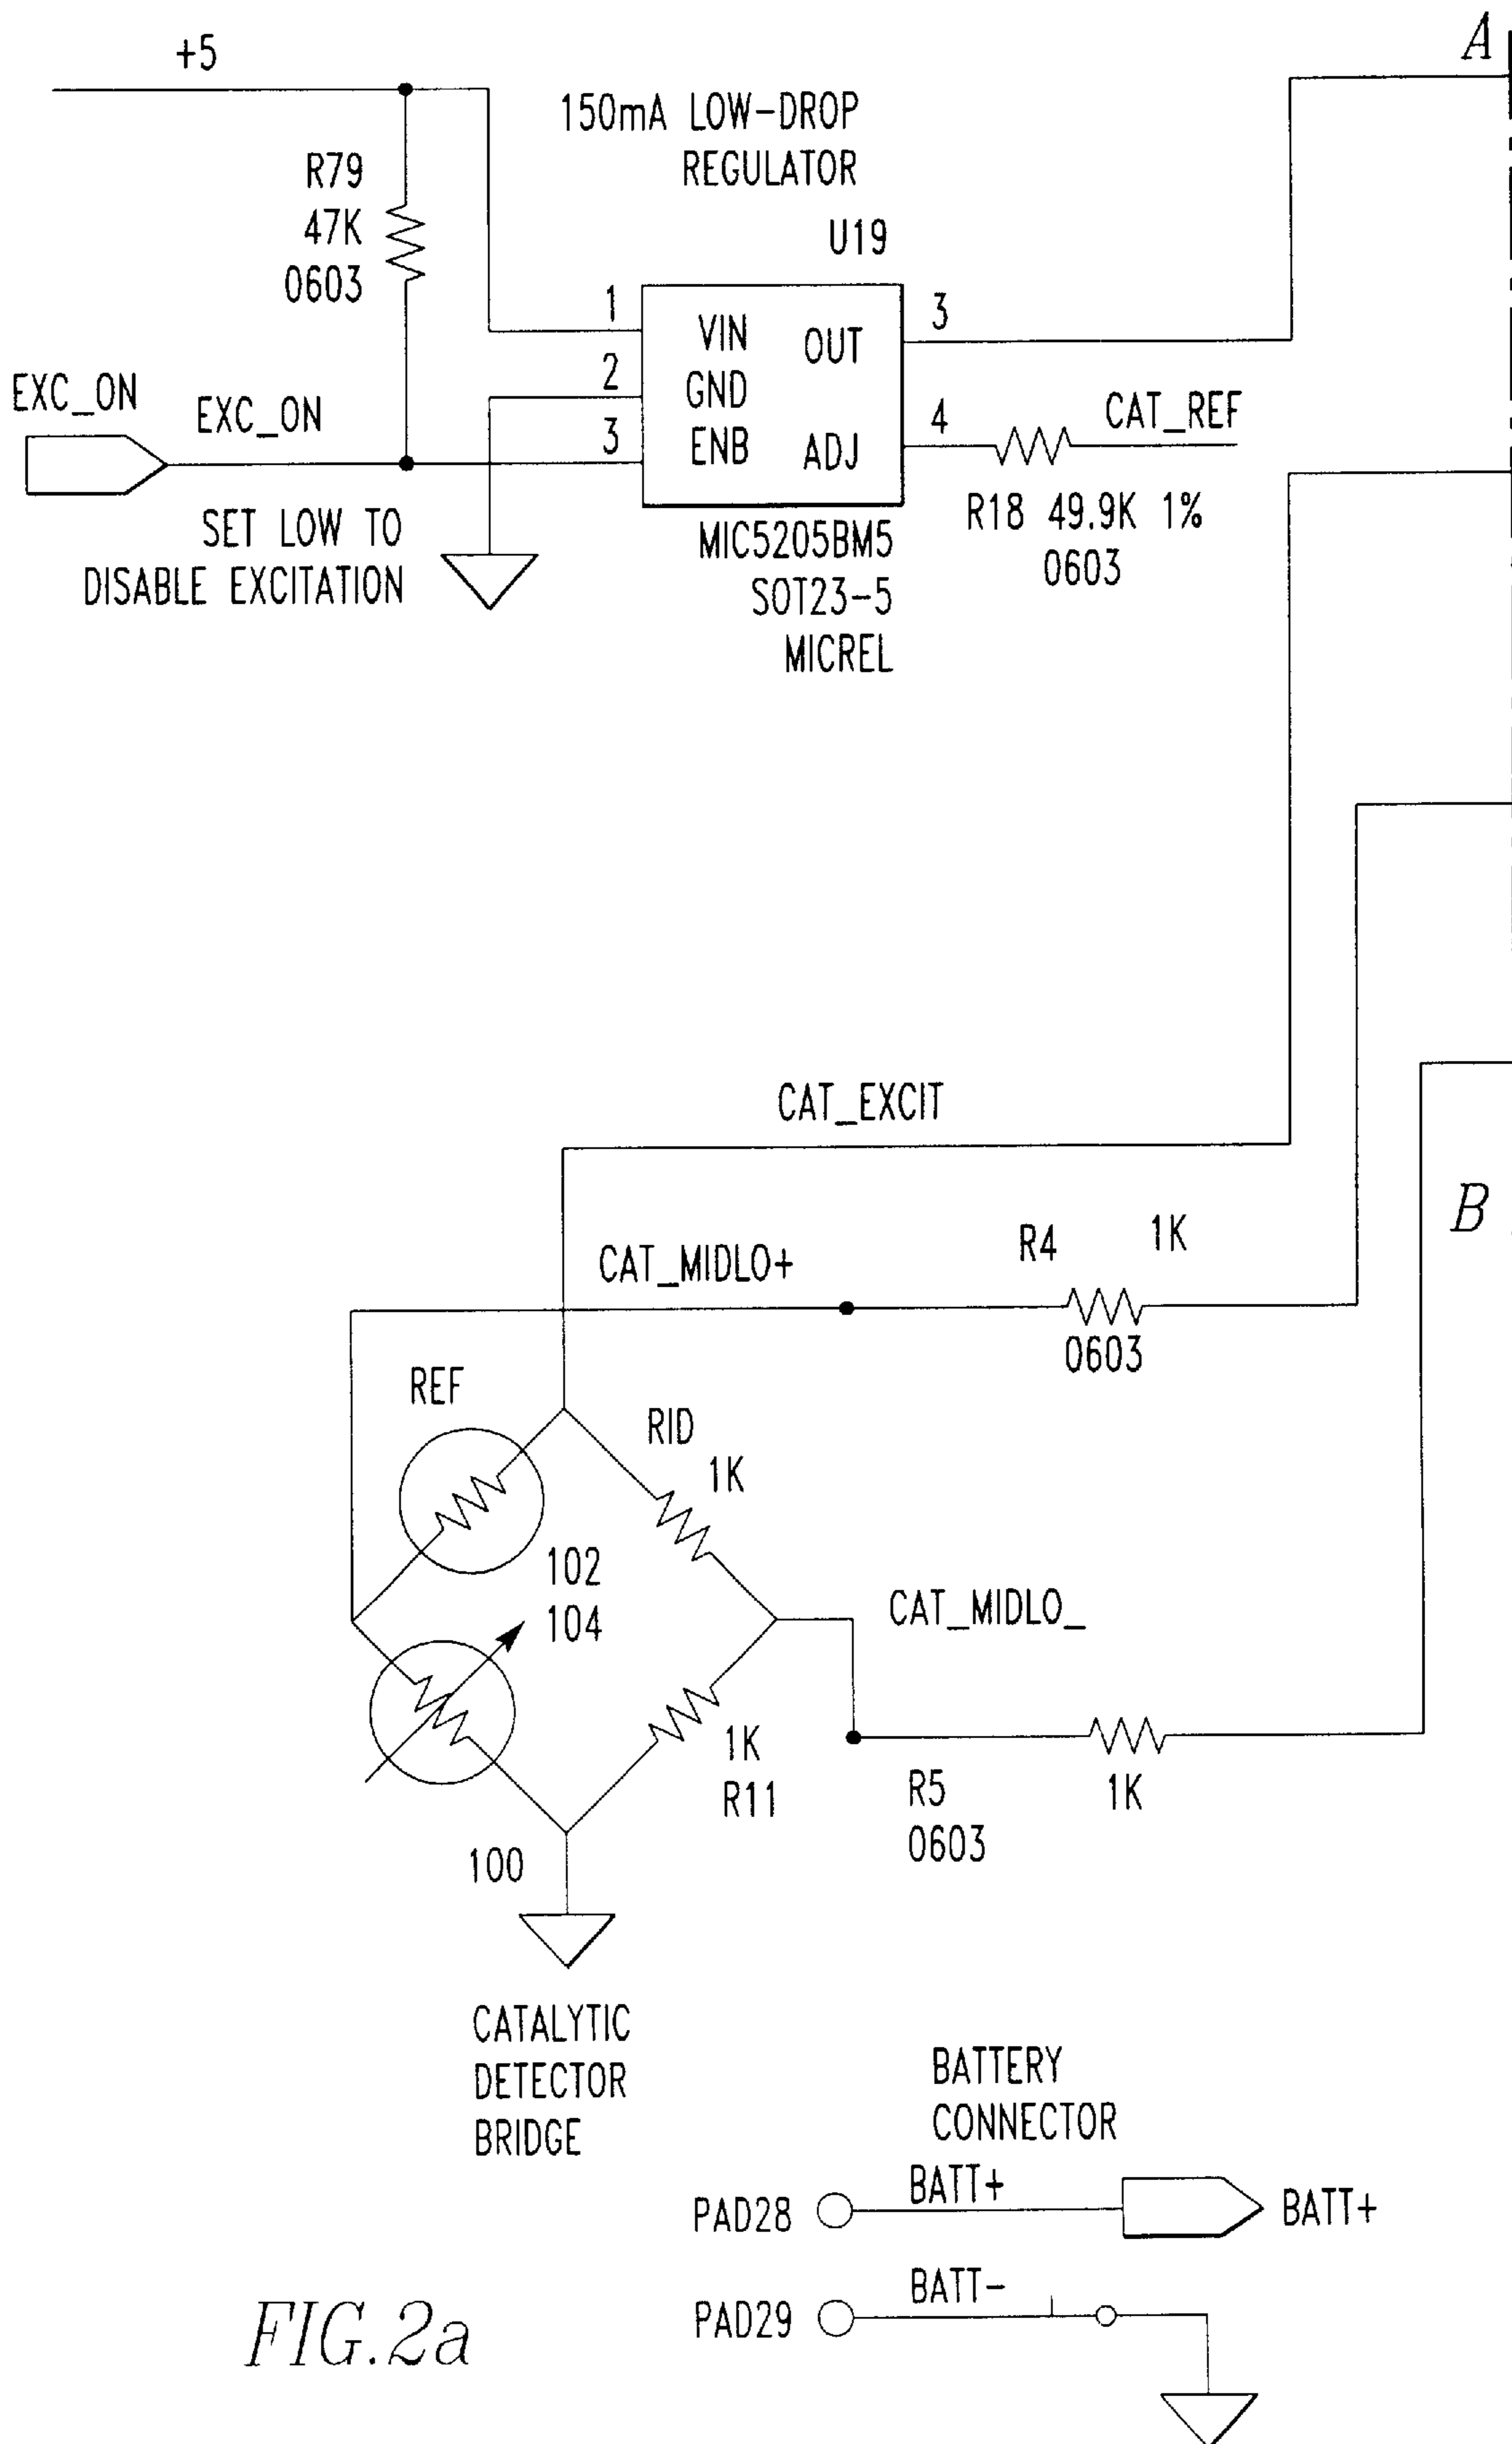 +5
A
150mA LOW-DROP
REGULATOR
R79
47K
0603
U19
1
2
3
VIN
GND
ENB
OUT
ADJ
3
4
CAT_REF
EXC_ON
EXC_ON
SET LOW TO
DISABLE EXCITATION
MIC5205BM5
SOT23-5
MICREL
R18 49.9K 1%
0603
CAT_EXCIT
B
CAT_MIDLO+
R4
1K
0603
REF
RID
1K
102
104
CAT_MIDLO_
1K
R11
R5
0603
1K
100
CATALYTIC
DETECTOR
BRIDGE
BATTERY
CONNECTOR
PAD28
BATT+
BATT+
PAD29
BATT-
FIG.2a